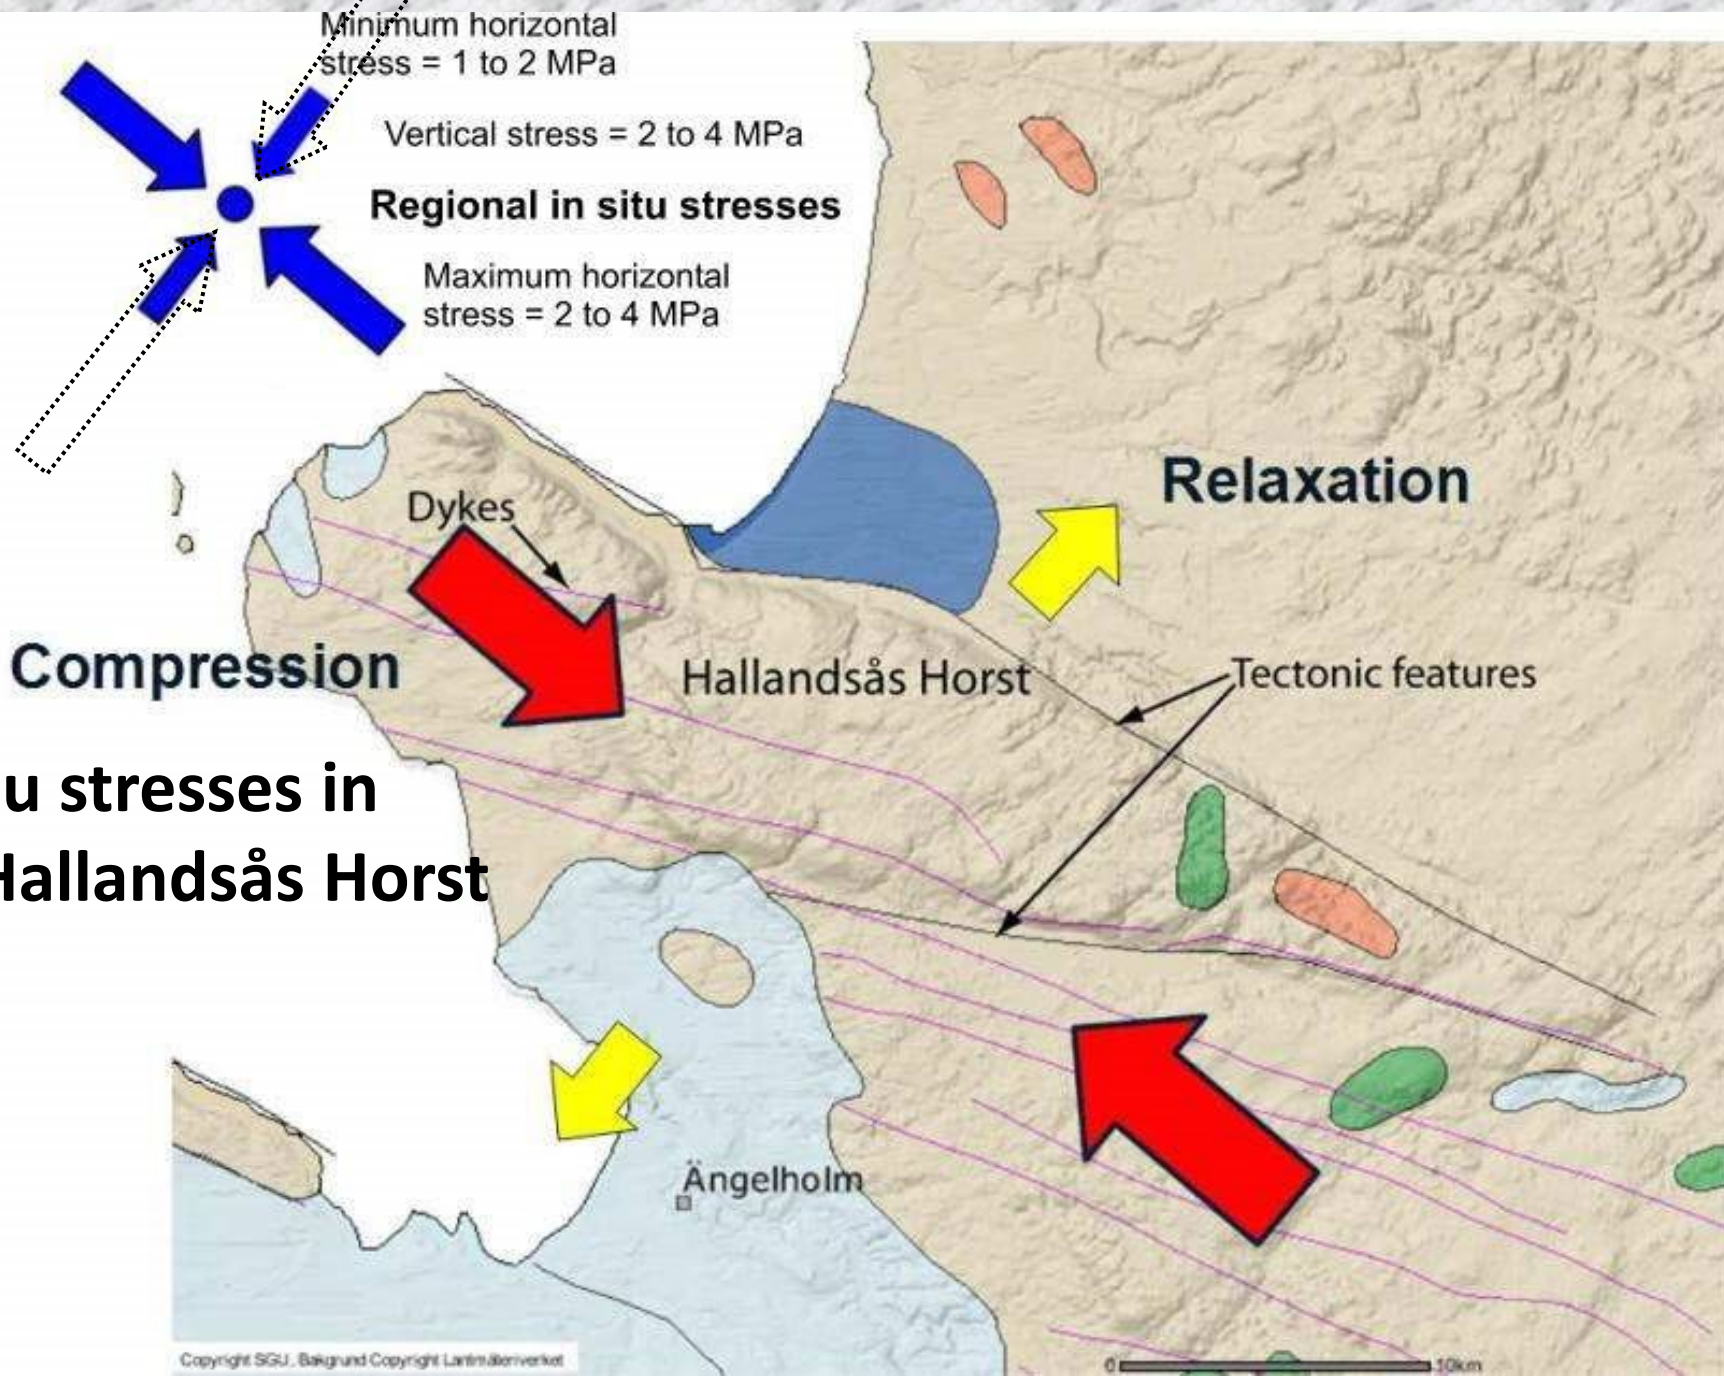 Minimum horizontal
stress = 1 to 2 MPa
Vertical stress = 2 to 4 MPa
Regional in situ stresses
Maximum horizontal
stress = 2 to 4 MPa
Relaxation
Dykes
Compression
Hallandsås Horst
Tectonic features
u stresses in
Hallandsås Horst
Ängelholm
Copyright SGU, Bakgrund Copyright Lantmäteriverket
0 10km